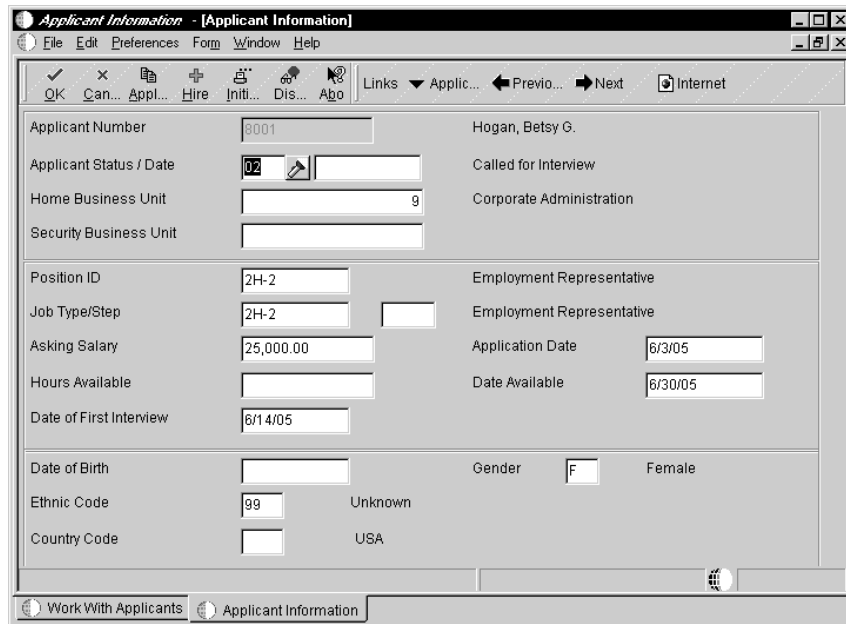 Applicant Information - [Applicant Information]
File Edit Preferences Form Window Help
OK Can... Appl... Hire Initi... Dis... Abo Links Applic... Previo... Next Internet
Applicant Number 8001 Hogan, Betsy G.
Applicant Status / Date 02 Called for Interview
Home Business Unit 9 Corporate Administration
Security Business Unit
Position ID 2H-2 Employment Representative
Job Type/Step 2H-2 Employment Representative
Asking Salary 25,000.00 Application Date 6/3/05
Hours Available Date Available 6/30/05
Date of First Interview 6/14/05
Date of Birth Gender F Female
Ethnic Code 99 Unknown
Country Code USA
Work With Applicants Applicant Information